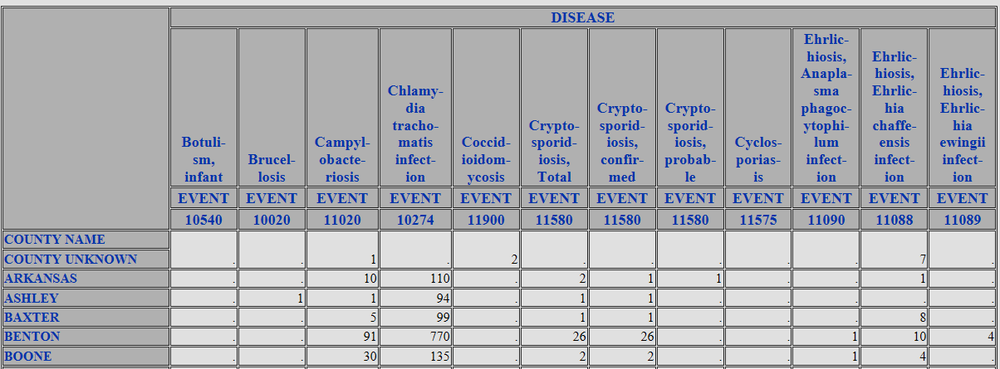 DISEASE
Botuli-
sm,
infant
Brucel-
losis
Campyl-
obacte-
riosis
Chlamy-
dia
tracho-
matis
infect-
ion
Coccid-
ioidom-
ycosis
Crypto-
sporid-
iosis,
Total
Crypto-
sporid-
iosis,
confir-
med
Crypto-
sporid-
iosis,
probab-
le
Cyclos-
porias-
is
Ehrlic-
hiosis,
Anapla-
sma
phagoc-
ytophi-
lum
infect-
ion
Ehrlic-
hiosis,
Ehrlic-
hia
chaffe-
ensis
infect-
ion
Ehrlic-
hiosis,
Ehrlic-
hia
ewingii
infect-
ion
EVENT EVENT EVENT EVENT EVENT EVENT EVENT EVENT EVENT EVENT EVENT EVENT
10540 10020 11020 10274 11900 11580 11580 11580 11575 11090 11088 11089
COUNTY NAME
COUNTY UNKNOWN . . 1 . 2 . . . . . 7 .
ARKANSAS . . 10 110 . 2 1 1 . . 1 .
ASHLEY . 1 1 94 . 1 1 . . . . .
BAXTER . . 5 99 . 1 1 . . . 8 .
BENTON . . 91 770 . 26 26 . . 1 10 4
BOONE . . 30 135 . 2 2 . . 1 4 .